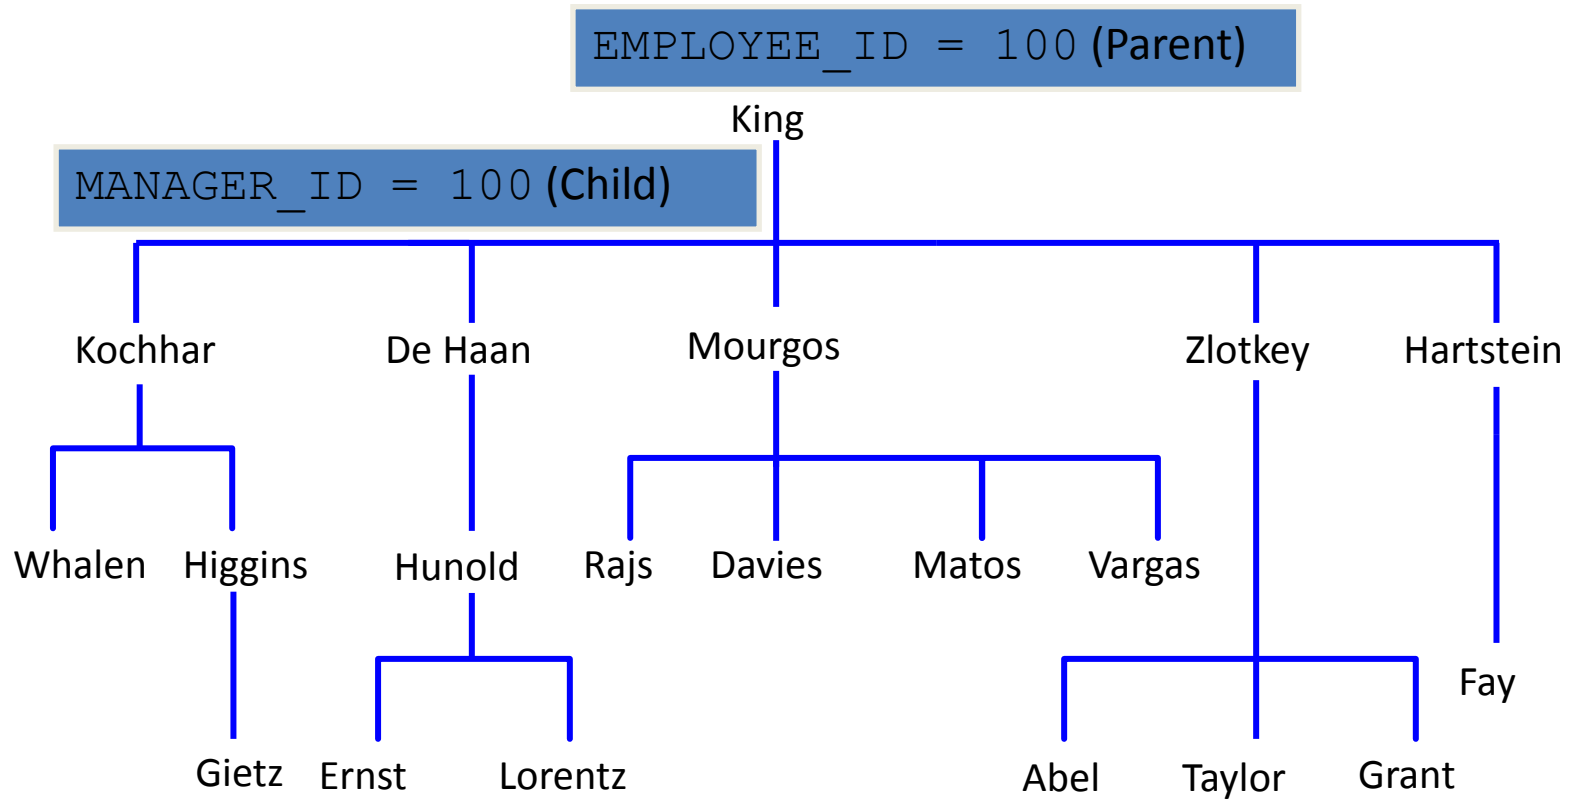 EMPLOYEE_ID = 100 (Parent)
King
MANAGER_ID = 100 (Child)
Kochhar De Haan Mourgos Zlotkey Hartstein
Whalen Higgins Hunold Rajs Davies Matos Vargas
Fay
Gietz Ernst Lorentz Abel Taylor Grant